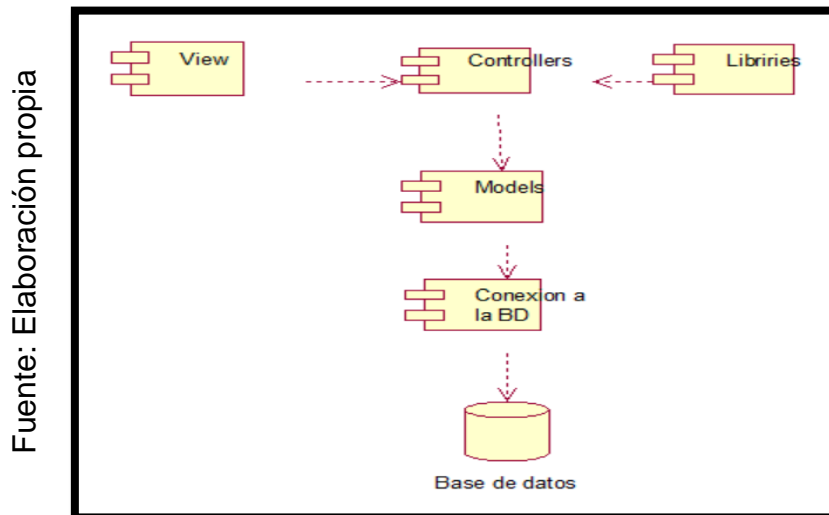 Fuente: Elaboración propia
View
Controllers
Libriries
Models
Conexion a
la BD
Base de datos